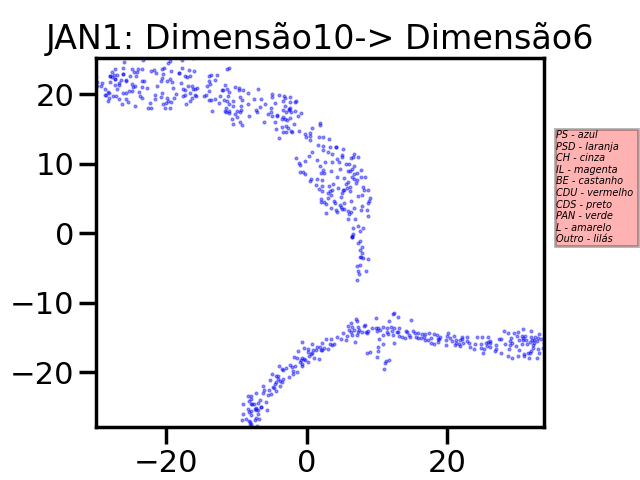 JAN1: Dimensão10-> Dimensão6
20
10
0
−10
−20
−20
0
20
PS - azul
PSD - laranja
CH - cinza
IL - magenta
BE - castanho
CDU - vermelho
CDS - preto
PAN - verde
L - amarelo
Outro - lilás